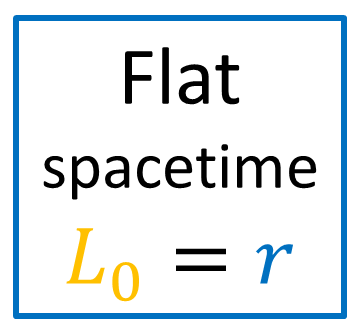 Flat
spacetime
L₀ = r